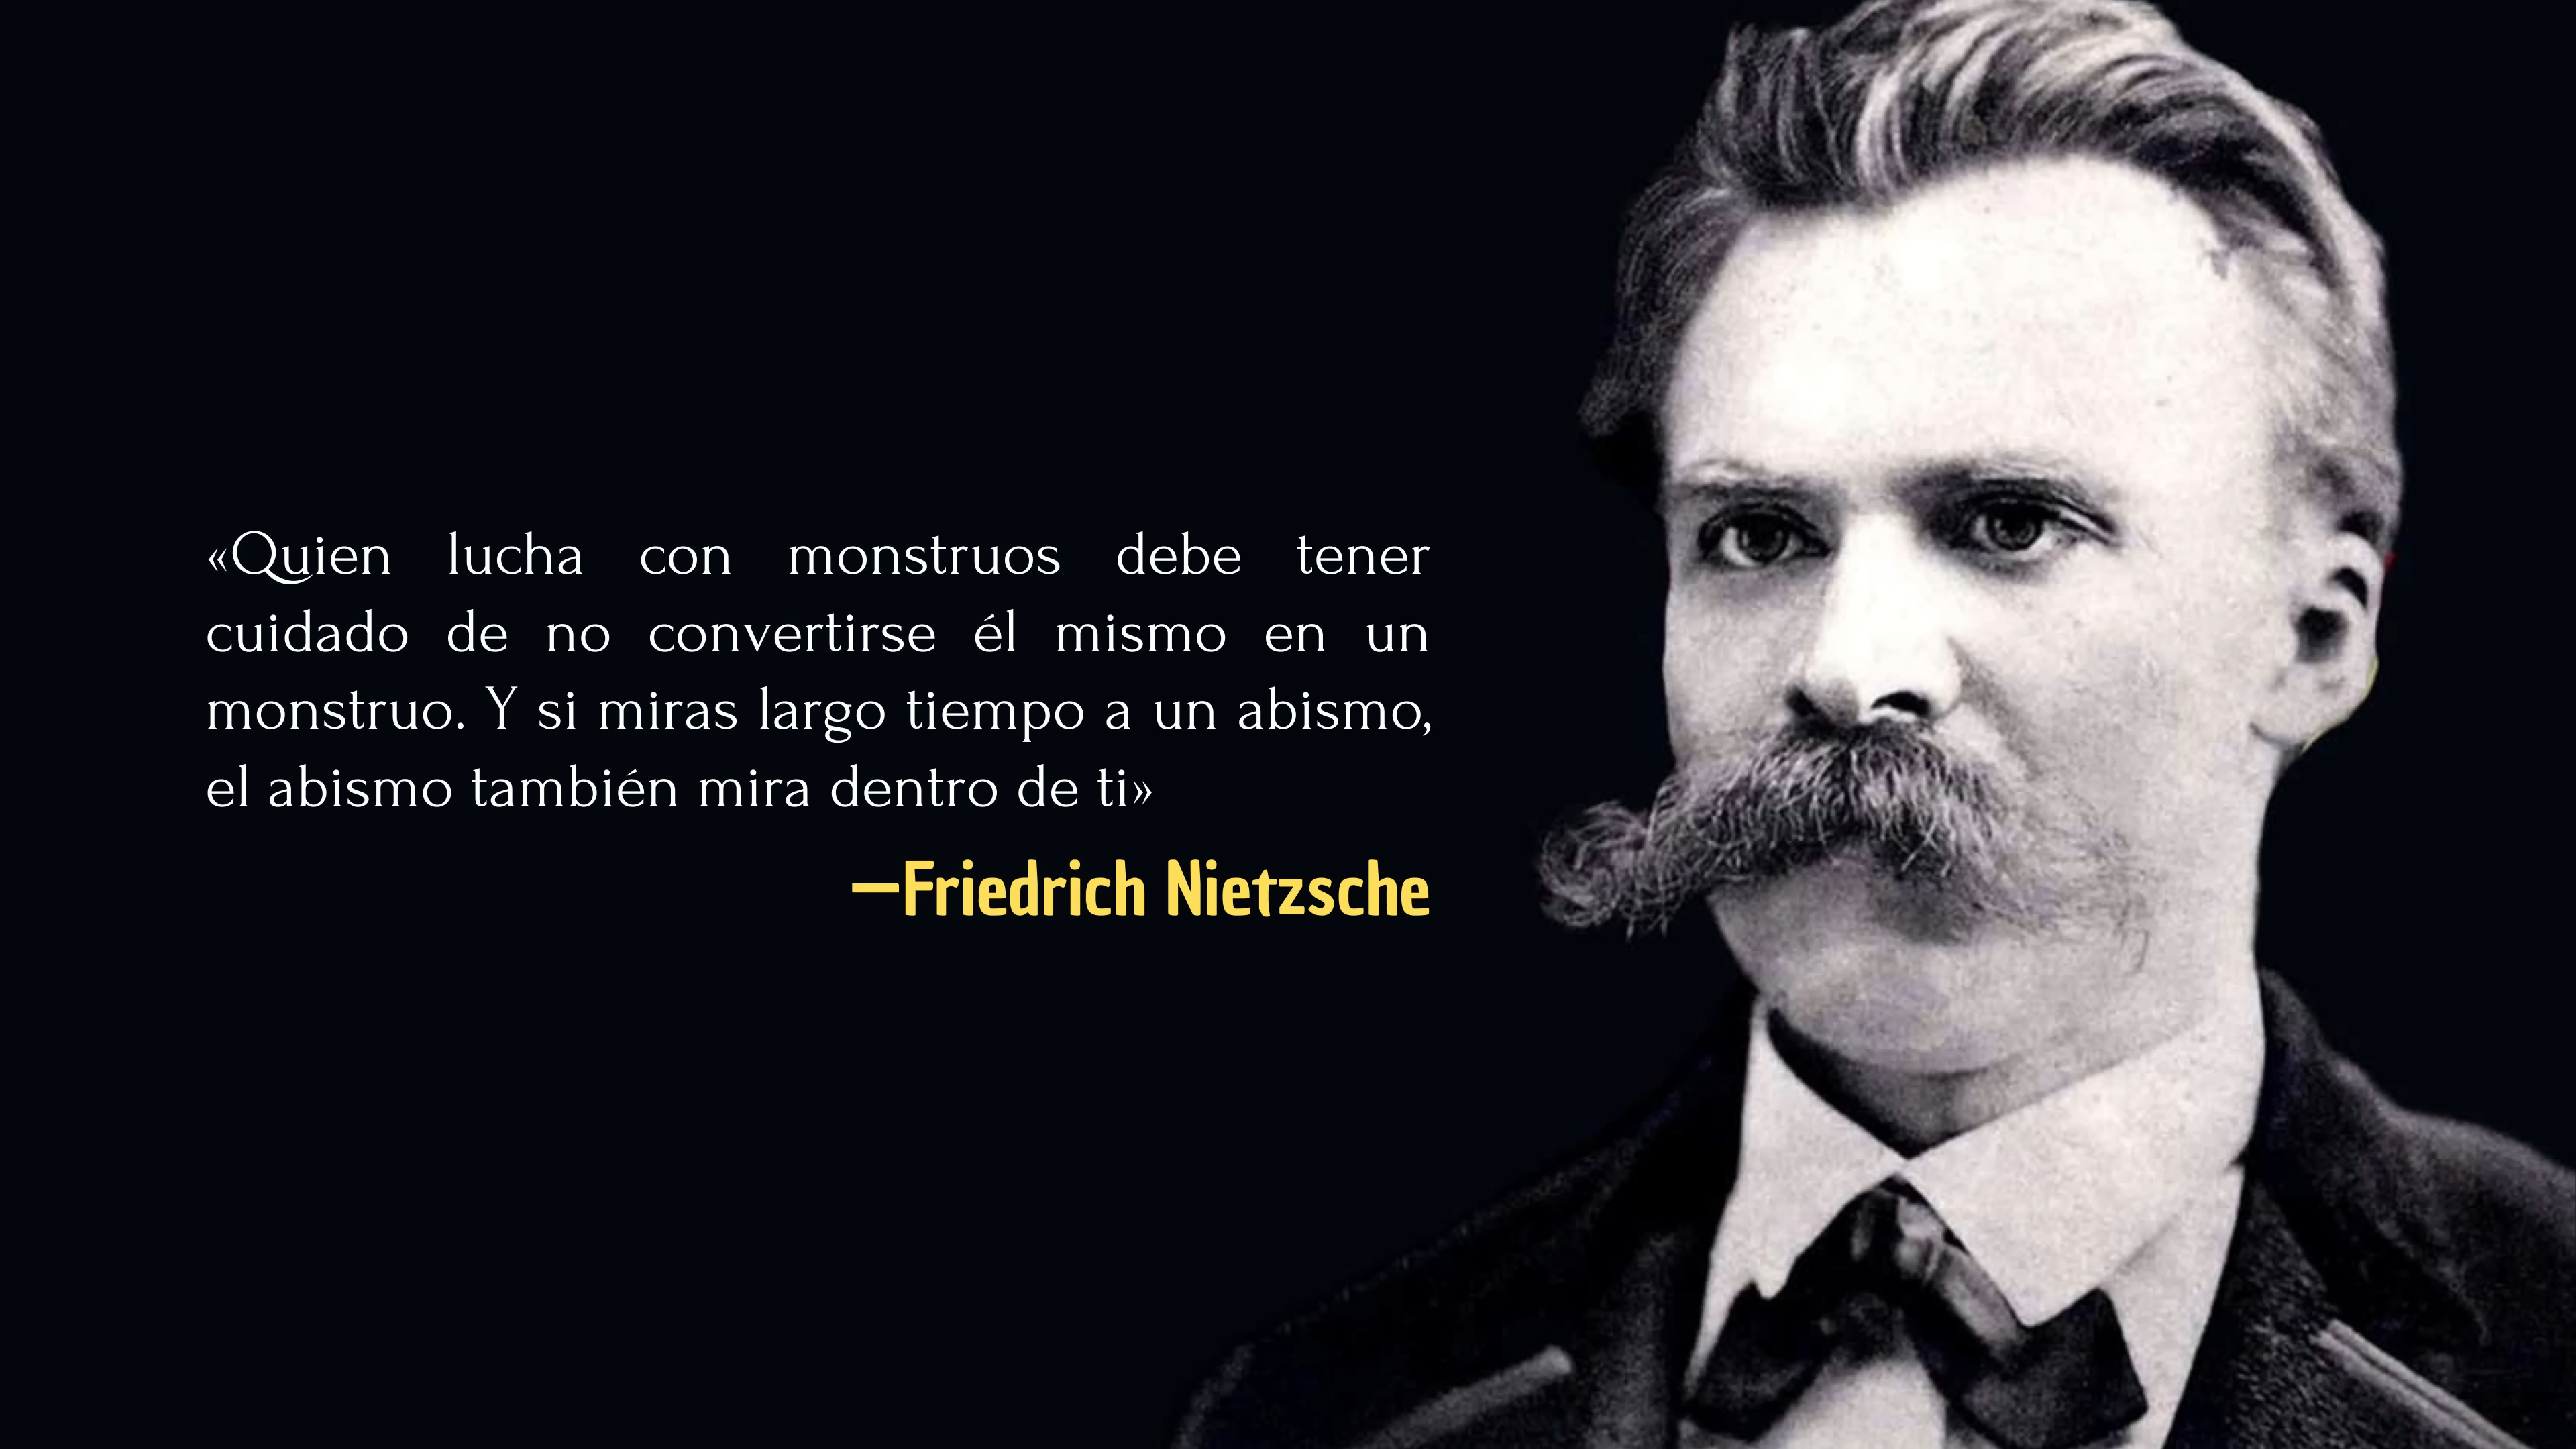 «Quien lucha con monstruos debe tener
cuidado de no convertirse él mismo en un
monstruo. Y si miras largo tiempo a un abismo,
el abismo también mira dentro de ti»
—Friedrich Nietzsche